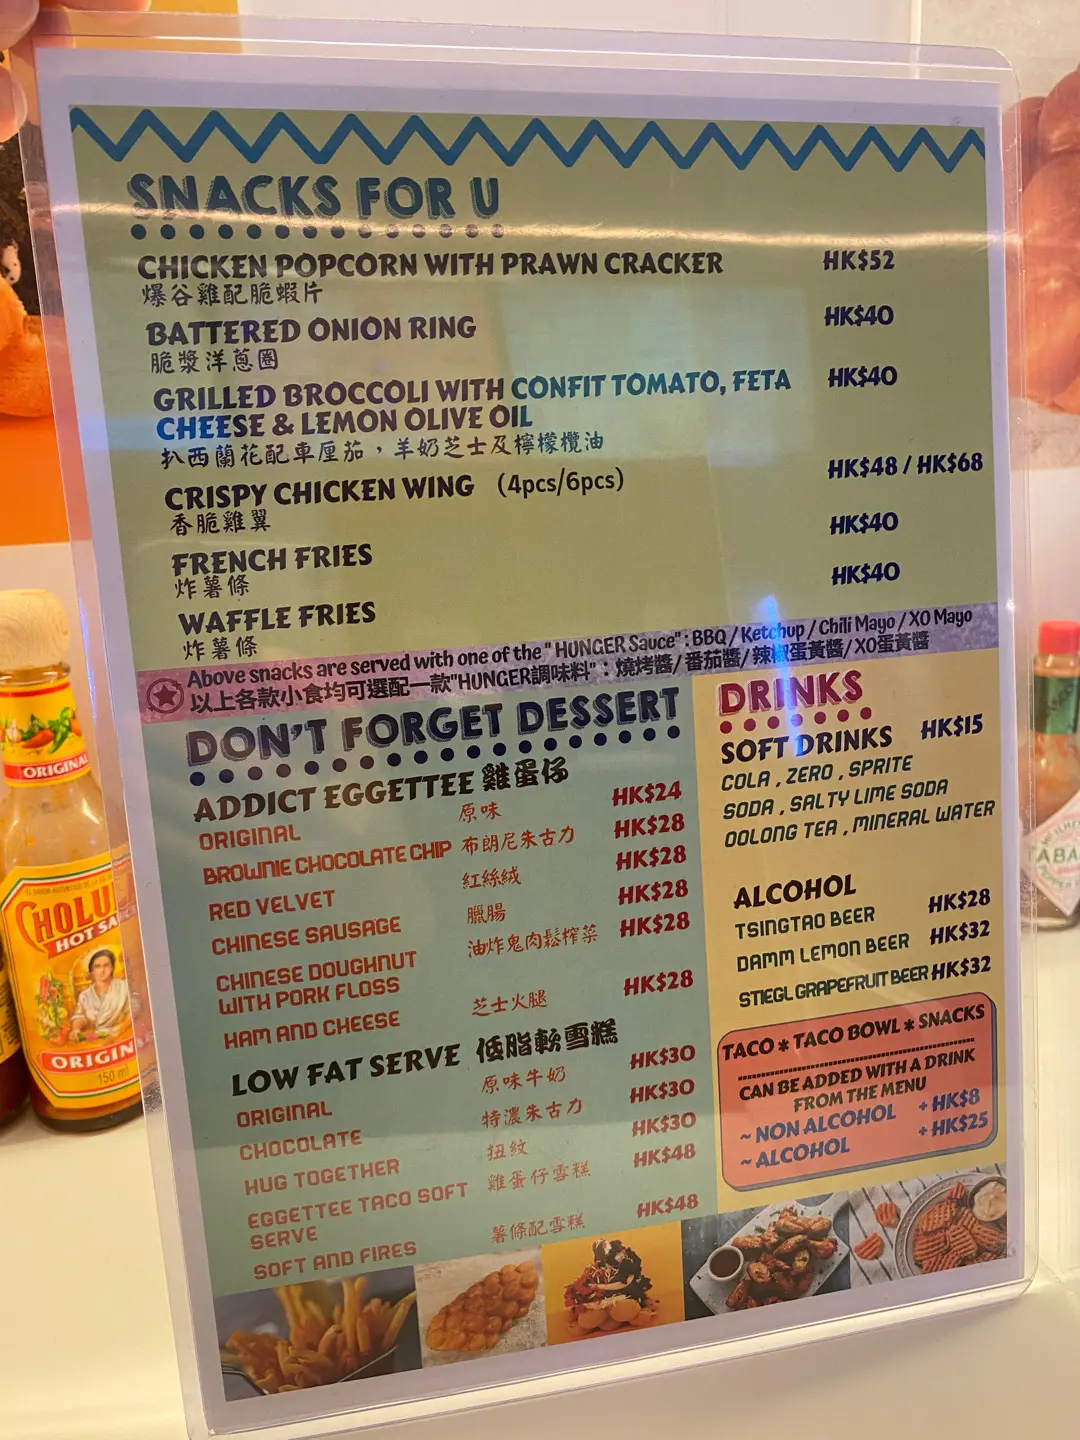 SNACKS FOR U
CHICKEN POPCORN WITH PRAWN CRACKER HK$52
爆谷雞配脆蝦片
BATTERED ONION RING HK$40
脆漿洋蔥圈
GRILLED BROCCOLI WITH CONFIT TOMATO, FETA HK$40
CHEESE & LEMON OLIVE OIL
扒西蘭花配車厘茄，羊奶芝士及檸檬欖油
CRISPY CHICKEN WING (4pcs/6pcs) HK$48 / HK$68
香脆雞翼
FRENCH FRIES HK$40
炸薯條
WAFFLE FRIES HK$40
炸薯條
Above snacks are served with one of the "HUNGER Sauce" : BBQ / Ketchup / Chili Mayo / XO Mayo
以上各款小食均可選配一款"HUNGER調味料"：燒烤醬/番茄醬/辣椒蛋黃醬/XO蛋黃醬
DON'T FORGET DESSERT
ADDICT EGGETTEE 雞蛋仔
ORIGINAL 原味 HK$24
BROWNIE CHOCOLATE CHIP 布朗尼朱古力 HK$28
RED VELVET 紅絲絨 HK$28
CHINESE SAUSAGE 臘腸 HK$28
CHINESE DOUGHNUT 油炸鬼肉鬆榨菜 HK$28
WITH PORK FLOSS
HAM AND CHEESE 芝士火腿 HK$28
LOW FAT SERVE 低脂軟雪糕
ORIGINAL 原味牛奶 HK$30
CHOCOLATE 特濃朱古力 HK$30
HUG TOGETHER 扭紋 HK$30
EGGETTEE TACO SOFT 雞蛋仔雪糕 HK$48
SERVE
SOFT AND FIRES 薯條配雪糕 HK$48
DRINKS
SOFT DRINKS HK$15
COLA , ZERO , SPRITE
SODA , SALTY LIME SODA
OOLONG TEA , MINERAL WATER
ALCOHOL
TSINGTAO BEER HK$28
DAMM LEMON BEER HK$32
STIEGL GRAPEFRUIT BEER HK$32
TACO * TACO BOWL * SNACKS
CAN BE ADDED WITH A DRINK
FROM THE MENU
~ NON ALCOHOL + HK$8
~ ALCOHOL + HK$25
ORIGINAL
CHOLU
HOT SA
ORIGIN
150 ml
TABA